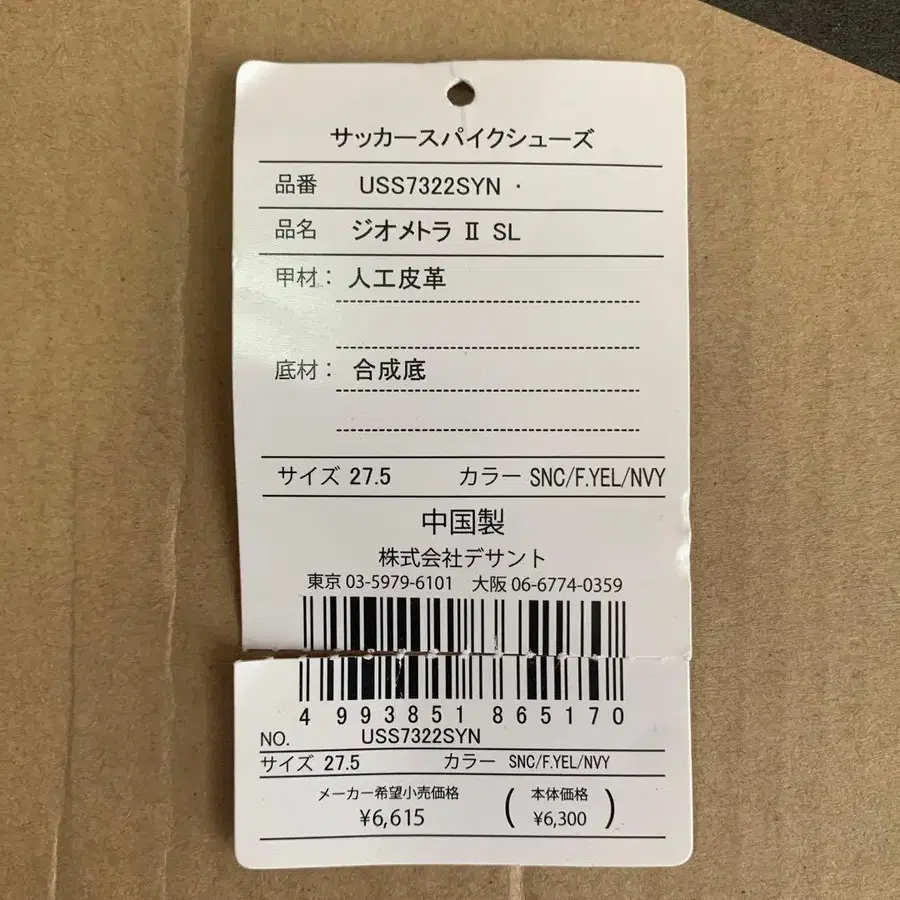 サッカースパイクシューズ
品番 USS7322SYN ・
品名 ジオメトラ Ⅱ SL
甲材： 人工皮革
底材： 合成底
サイズ 27.5 カラー SNC/F.YEL/NVY
中国製
株式会社デサント
東京 03-5979-6101 大阪 06-6774-0359
4 993851 865170
NO. USS7322SYN
サイズ 27.5 カラー SNC/F.YEL/NVY
メーカー希望小売価格 ( 本体価格
¥6,615 ¥6,300 )